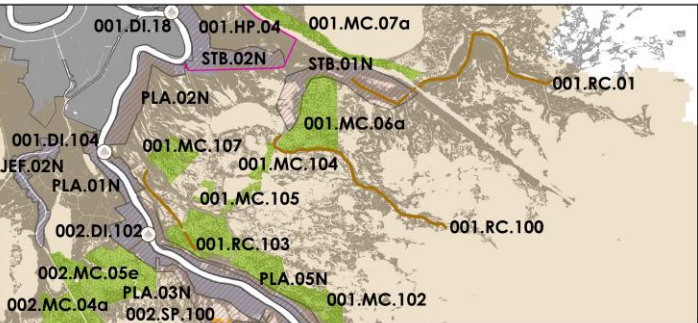 001.DI.18
001.HP.04
001.MC.07a
STB.02N
STB.01N
001.RC.01
PLA.02N
001.MC.06a
001.DI.104
001.MC.107
JEF.02N
001.MC.104
PLA.01N
001.MC.105
001.RC.100
002.DI.102
001.RC.103
002.MC.05e
PLA.05N
PLA.03N
001.MC.102
002.MC.04a
002.SP.100